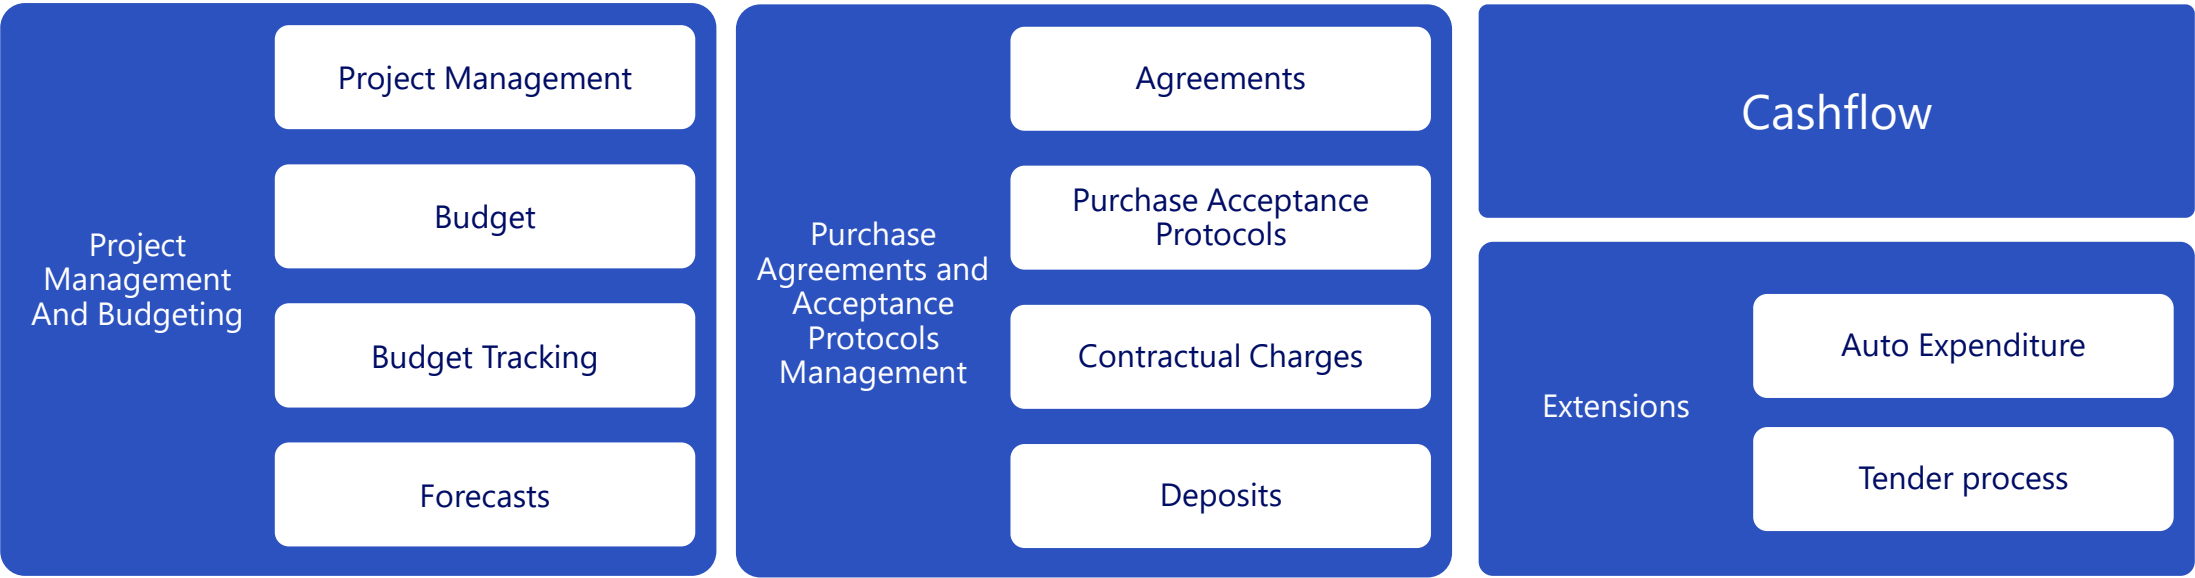 Project
Management
And Budgeting
Project Management
Budget
Budget Tracking
Forecasts
Purchase
Agreements and
Acceptance
Protocols
Management
Agreements
Purchase Acceptance
Protocols
Contractual Charges
Deposits
Cashflow
Extensions
Auto Expenditure
Tender process